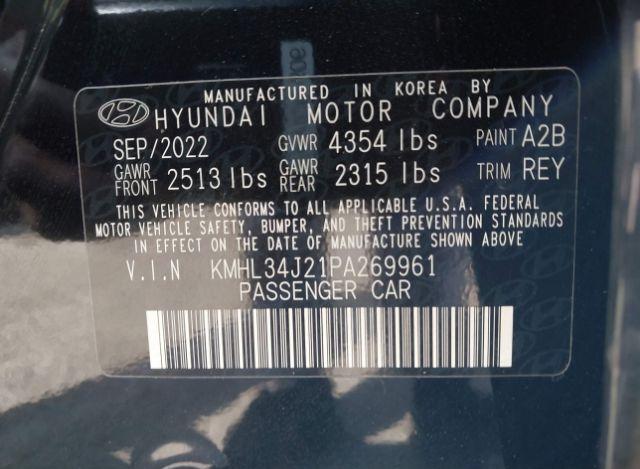 MANUFACTURED IN KOREA BY
HYUNDAI MOTOR COMPANY
SEP/2022 GVWR 4354 lbs PAINT A2B
GAWR FRONT 2513 lbs GAWR REAR 2315 lbs TRIM REY
THIS VEHICLE CONFORMS TO ALL APPLICABLE U.S.A. FEDERAL
MOTOR VEHICLE SAFETY, BUMPER, AND THEFT PREVENTION STANDARDS
IN EFFECT ON THE DATE OF MANUFACTURE SHOWN ABOVE.
V.I.N KMHL34J21PA269961
PASSENGER CAR